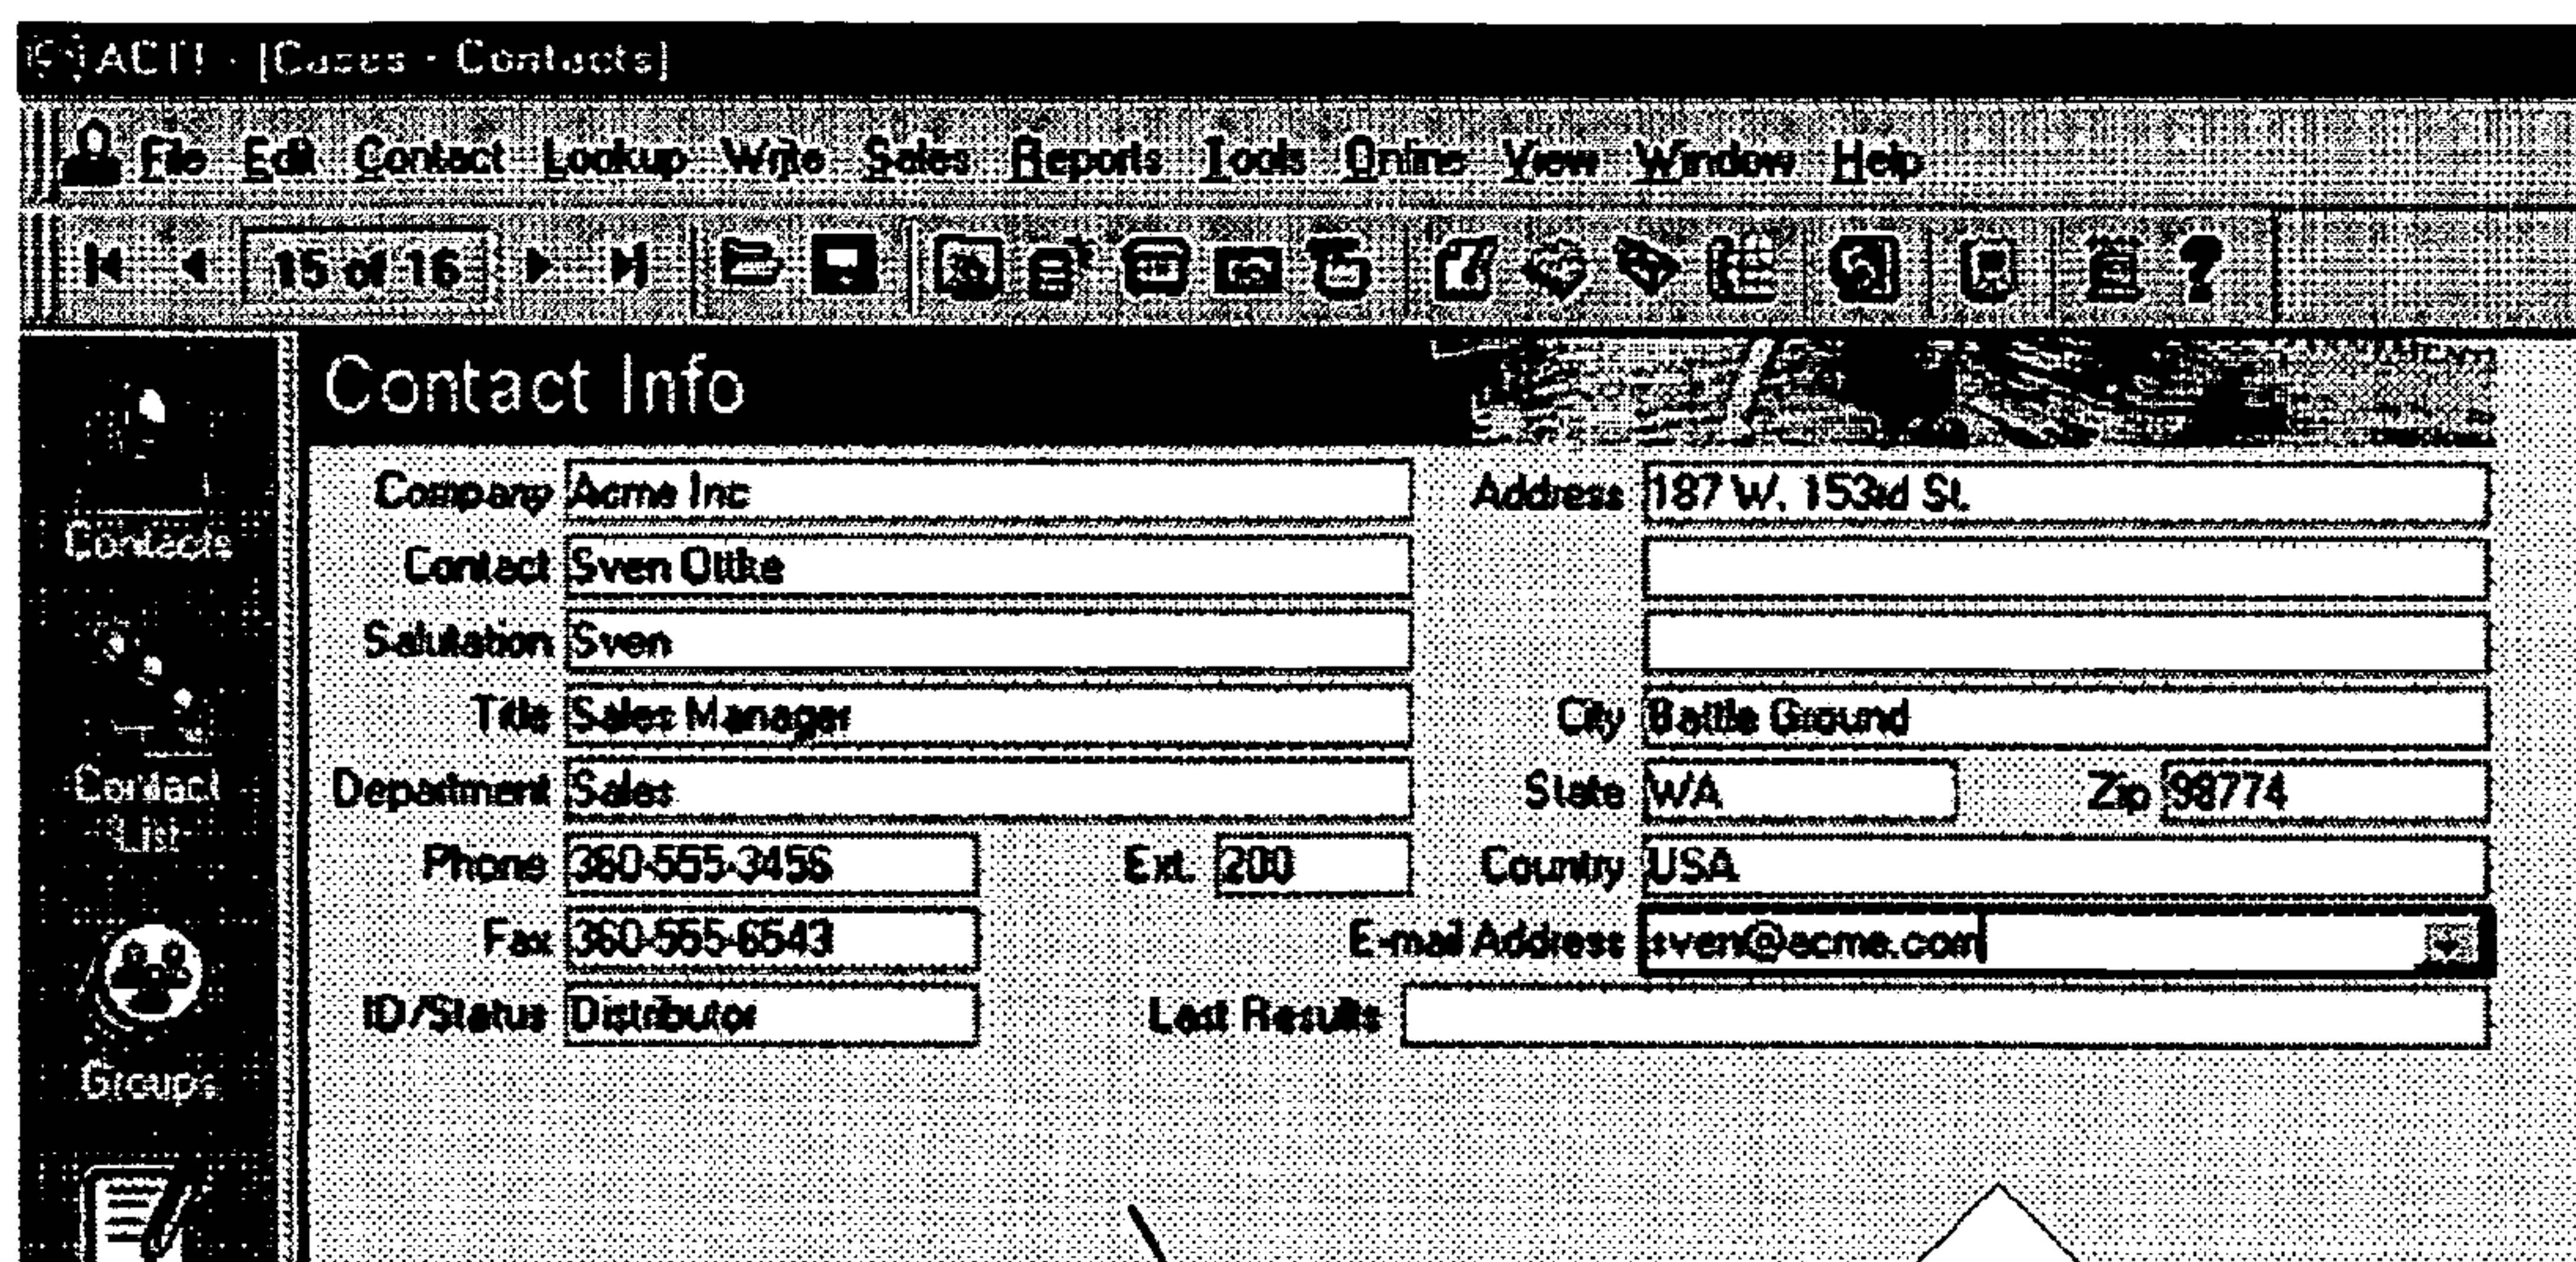 ACT! - [Cases - Contacts]
File Edit Contact Lookup Write Sales Reports Tools Online View Window Help
15 of 16
Contact Info
Contacts
Contact List
Groups
Company Acme Inc
Contact Sven Ottke
Salutation Sven
Title Sales Manager
Department Sales
Phone 360-555-3456 Ext. 200
Fax 360-555-6543
ID/Status Distributor
Address 187 W. 153rd St.
City Battle Ground
State WA Zip 98774
Country USA
E-mail Address sven@acme.com
Last Results